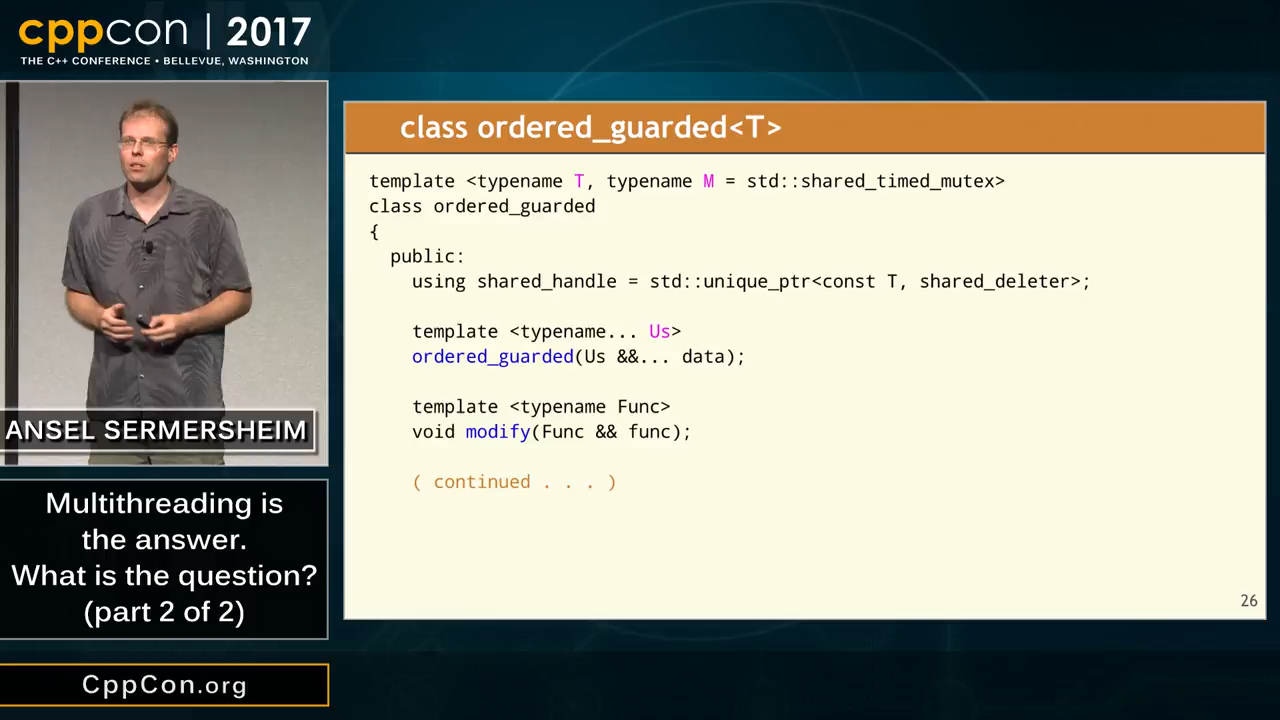 cppcon | 2017
THE C++ CONFERENCE • BELLEVUE, WASHINGTON
ANSEL SERMERSHEIM
Multithreading is
the answer.
What is the question?
(part 2 of 2)
CppCon.org
class ordered_guarded<T>
template <typename T, typename M = std::shared_timed_mutex>
class ordered_guarded
{
public:
using shared_handle = std::unique_ptr<const T, shared_deleter>;
template <typename... Us>
ordered_guarded(Us &&... data);
template <typename Func>
void modify(Func && func);
( continued . . . )
26